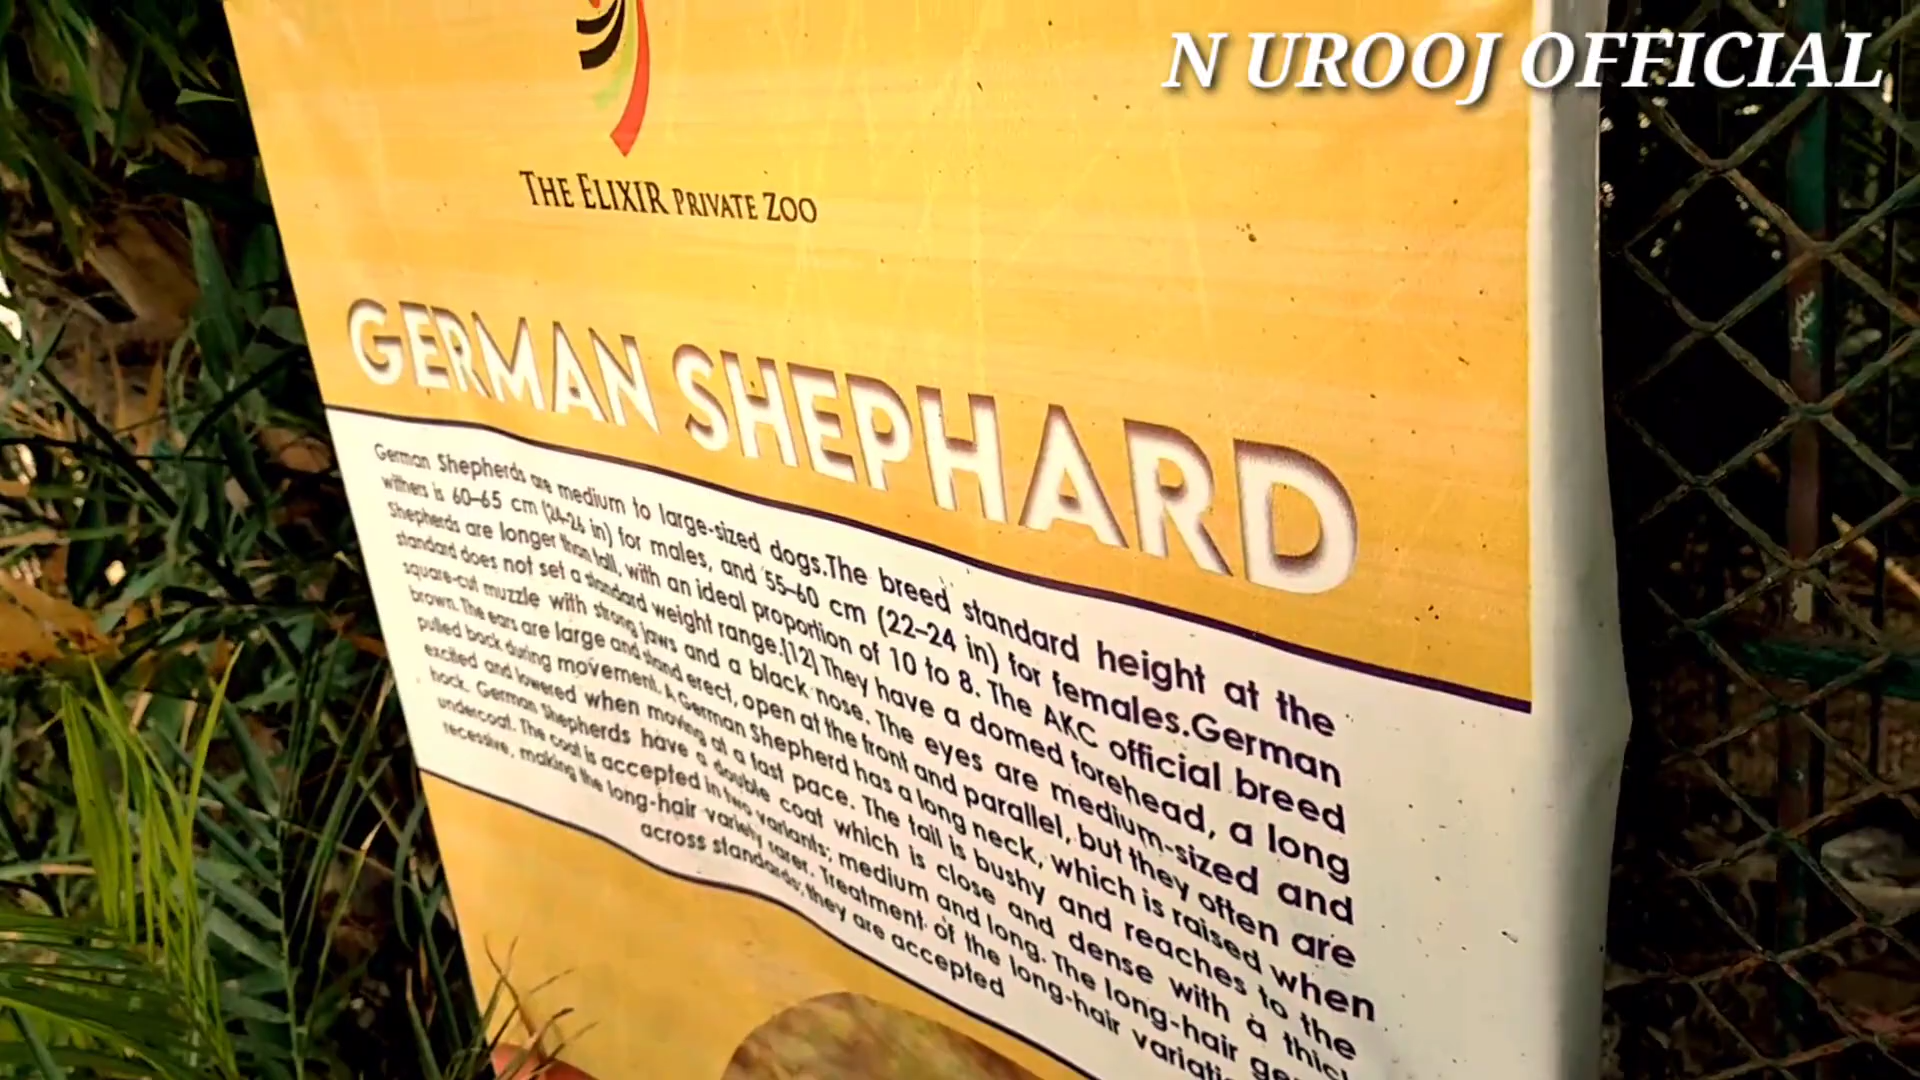 N UROOJ OFFICIAL
THE ELIXIR PRIVATE ZOO
GERMAN SHEPHARD
German Shepherds are medium to large-sized dogs.The breed standard height at the
withers is 60–65 cm (24-26 in) for males, and 55–60 cm (22–24 in) for females.German
Shepherds are longer than tall, with an ideal proportion of 10 to 8. The AKC official breed
standard does not set a standard weight range.[12] They have a domed forehead, a long
square-cut muzzle with strong jaws and a black nose. The eyes are medium-sized and
brown. The ears are large and stand erect, open at the front and parallel, but they often are
pulled back during movement. A German Shepherd has a long neck, which is raised when
excited and lowered when moving at a fast pace. The tail is bushy and reaches to the
hock. German Shepherds have a double coat which is close and dense with a thick
undercoat. The coat is accepted in two variants; medium and long. The long-hair
recessive, making the long-hair variety rarer. Treatment of the long-hair
across standards; they are accepted